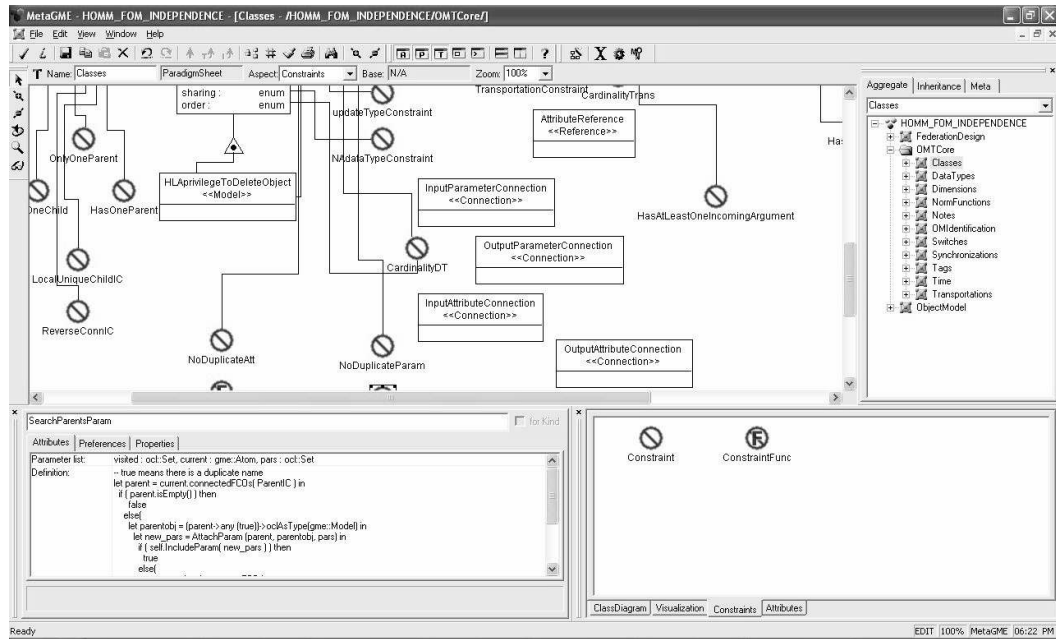 MetaGME - HOMM_FOM_INDEPENDENCE - [Classes - /HOMM_FOM_INDEPENDENCE/OMTCore/]
File Edit View Window Help
Name: Classes ParadigmSheet Aspect: Constraints Base: N/A Zoom: 100%
sharing : enum
order : enum
updateTypeConstraint
TransportationConstraint
CardinalityTrans
AttributeReference
<<Reference>>
OnlyOneParent
NAdataTypeConstraint
HLAprivilegeToDeleteObject
<<Model>>
InputParameterConnection
<<Connection>>
OneChild
HasOneParent
HasAtLeastOneIncomingArgument
OutputParameterConnection
<<Connection>>
CardinalityDT
LocalUniqueChildIC
InputAttributeConnection
<<Connection>>
ReverseConnIC
NoDuplicateAtt
NoDuplicateParam
OutputAttributeConnection
<<Connection>>
Aggregate Inheritance Meta
Classes
HOMM_FOM_INDEPENDENCE
FederationDesign
OMTCore
Classes
DataTypes
Dimensions
NormFunctions
Notes
OMIdentification
Switches
Synchronizations
Tags
Time
Transportations
ObjectModel
SearchParentsParam
for Kind
Attributes Preferences Properties
Parameter list: visited : ocl::Set, current : gme::Atom, pars : ocl::Set
Definition: -- true means there is a duplicate name
let parent = current.connectedFCOs( ParentIC ) in
if ( parent.isEmpty() ) then
false
else(
let parentobj = (parent->any (true))->oclAsType(gme::Model) in
let new_pars = AttachParam (parent, parentobj, pars) in
if ( self.IncludeParam( new_pars ) ) then
true
else(
Constraint
ConstraintFunc
ClassDiagram Visualization Constraints Attributes
Ready
EDIT 100% MetaGME 06:22 PM